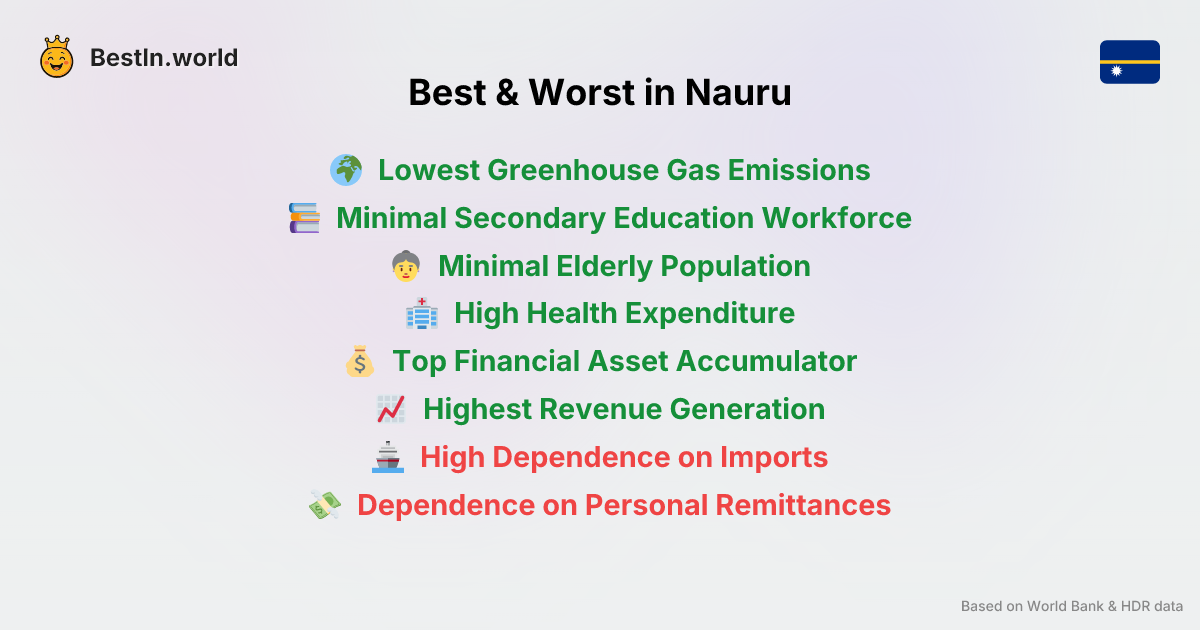 BestIn.world
Best & Worst in Nauru
Lowest Greenhouse Gas Emissions
Minimal Secondary Education Workforce
Minimal Elderly Population
High Health Expenditure
Top Financial Asset Accumulator
Highest Revenue Generation
High Dependence on Imports
Dependence on Personal Remittances
Based on World Bank & HDR data